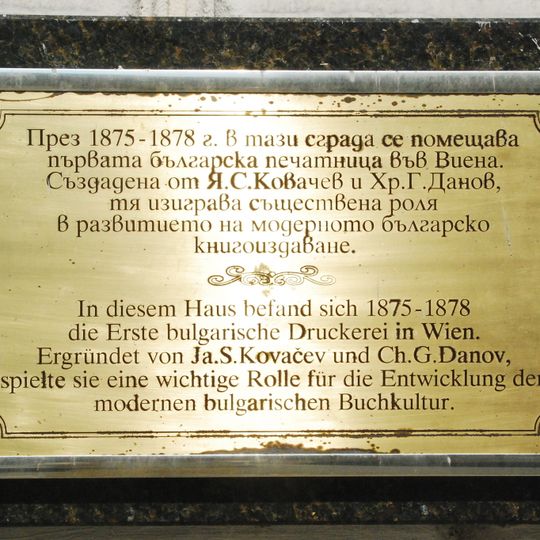 През 1875-1878 г. в тази сграда се помещава
първата българска печатница във Виена.
Създадена от Я.С.Ковачев и Хр.Г.Данов,
тя изиграва съществена роля
в развитието на модерното българско
книгоиздаване.
In diesem Haus befand sich 1875-1878
die Erste bulgarische Druckerei in Wien.
Ergründet von Ja.S.Kovačev und Ch.G.Đanov,
spielte sie eine wichtige Rolle für die Entwicklung der
modernen bulgarischen Buchkultur.